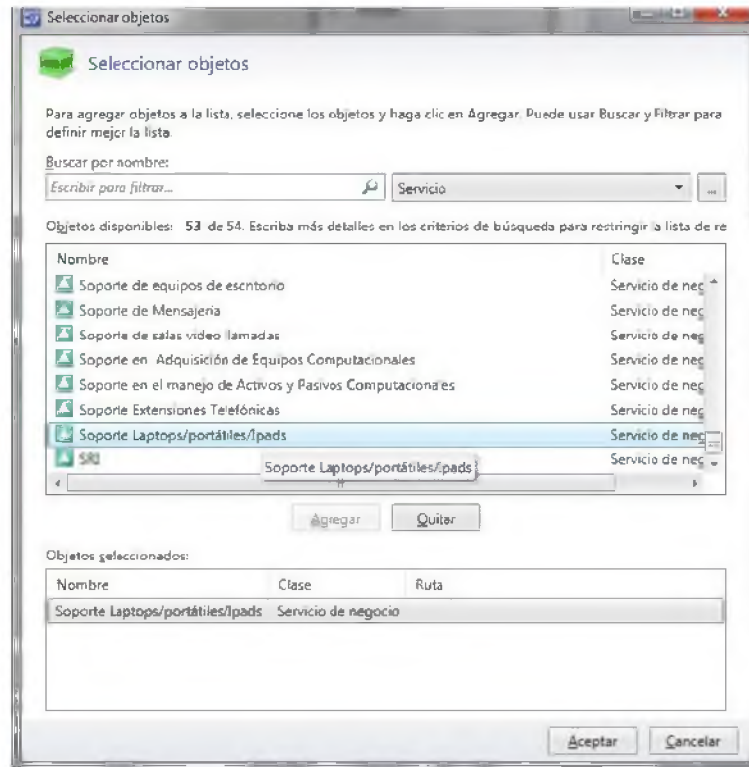 Seleccionar objetos
Seleccionar objetos
Para agregar objetos a la lista, seleccione los objetos y haga clic en Agregar. Puede usar Buscar y Filtrar para
definir mejor la lista.
Buscar por nombre:
Escribir para filtrar...
Servicio
...
Objetos disponibles: 53 de 54. Escriba más detalles en los criterios de búsqueda para restringir la lista de re
Nombre Clase
Soporte de equipos de escritorio Servicio de neg
Soporte de Mensajeria Servicio de neg
Soporte de salas video llamadas Servicio de neg
Soporte en Adquisición de Equipos Computacionales Servicio de neg
Soporte en el manejo de Activos y Pasivos Computacionales Servicio de neg
Soporte Extensiones Telefónicas Servicio de neg
Soporte Laptops/portátiles/Ipads Servicio de neg
SRI Servicio de neg
Soporte Laptops/portátiles/Ipads
Agregar Quitar
Objetos seleccionados:
Nombre Clase Ruta
Soporte Laptops/portátiles/Ipads Servicio de negocio
Aceptar Cancelar